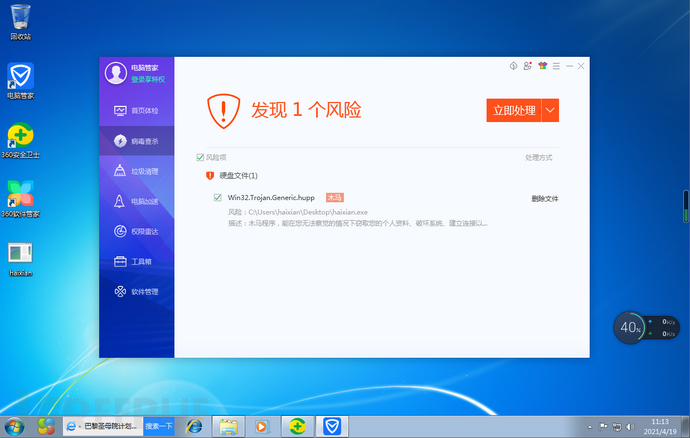 回收站
电脑管家
360安全卫士
360软件管家
haixian
电脑管家
登录享特权
首页体检
病毒查杀
垃圾清理
电脑加速
权限雷达
工具箱
软件管理
发现 1 个风险
立即处理
风险项
处理方式
硬盘文件(1)
Win32.Trojan.Generic.hupp
木马
删除文件
风险：C:\Users\haixian\Desktop\haixian.exe
描述：木马程序，能在您无法察觉的情况下窃取您的个人资料、破坏系统、建立连接以...
40%
0K/s
0K/s
巴黎圣母院计划...
搜索一下
11:13
2021/4/19